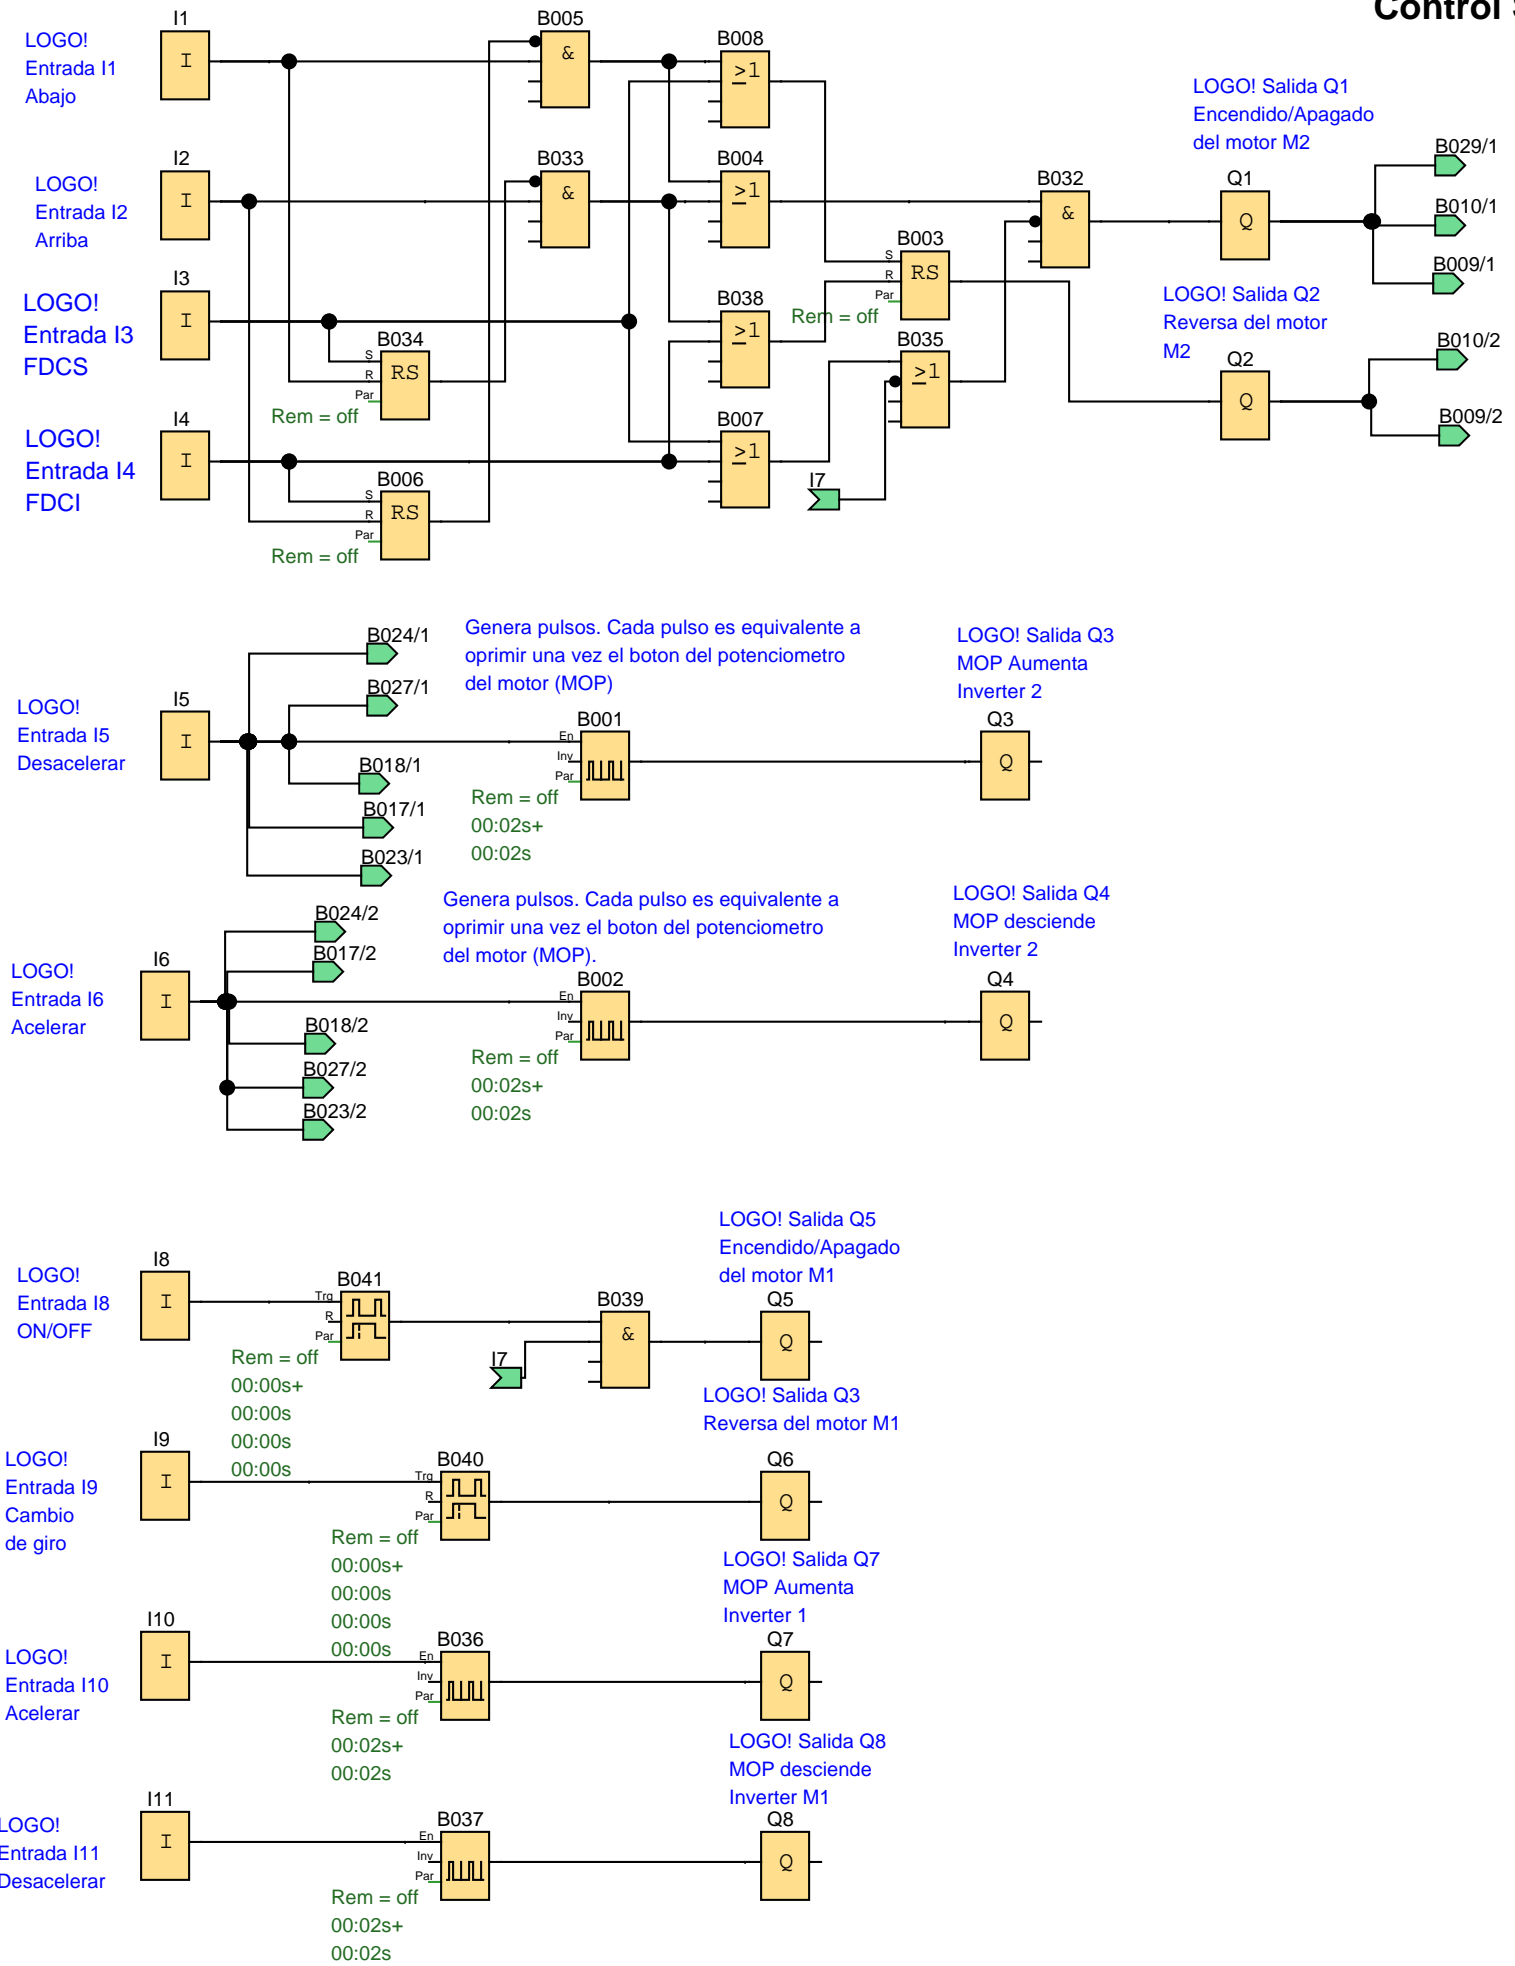 Control
I1
LOGO!
Entrada I1
Abajo
I
B005
&
B008
>1
LOGO! Salida Q1
Encendido/Apagado
del motor M2
I2
LOGO!
Entrada I2
Arriba
I
B033
&
B004
>1
B032
&
Q1
Q
B029/1
B010/1
B009/1
I3
LOGO!
Entrada I3
FDCS
I
B034
S
R
Par
RS
Rem = off
B038
>1
B003
S
R
Par
RS
Rem = off
LOGO! Salida Q2
Reversa del motor
M2
Q2
Q
B010/2
B009/2
B035
>1
I4
LOGO!
Entrada I4
FDCI
I
B006
S
R
Par
RS
Rem = off
B007
>1
I7
B024/1
B027/1
Genera pulsos. Cada pulso es equivalente a
oprimir una vez el boton del potenciometro
del motor (MOP)
LOGO! Salida Q3
MOP Aumenta
Inverter 2
I5
LOGO!
Entrada I5
Desacelerar
I
B018/1
B017/1
B023/1
B001
En
Inv
Par
Rem = off
00:02s+
00:02s
Q3
Q
B024/2
B017/2
Genera pulsos. Cada pulso es equivalente a
oprimir una vez el boton del potenciometro
del motor (MOP).
LOGO! Salida Q4
MOP desciende
Inverter 2
I6
LOGO!
Entrada I6
Acelerar
I
B018/2
B027/2
B023/2
B002
En
Inv
Par
Rem = off
00:02s+
00:02s
Q4
Q
LOGO! Salida Q5
Encendido/Apagado
del motor M1
I8
LOGO!
Entrada I8
ON/OFF
I
B041
Trg
R
Par
Rem = off
00:00s+
00:00s
00:00s
00:00s
I7
B039
&
Q5
Q
LOGO! Salida Q3
Reversa del motor M1
I9
LOGO!
Entrada I9
Cambio
de giro
I
B040
Trg
R
Par
Rem = off
00:00s+
00:00s
00:00s
00:00s
Q6
Q
LOGO! Salida Q7
MOP Aumenta
Inverter 1
I10
LOGO!
Entrada I10
Acelerar
I
B036
En
Inv
Par
Rem = off
00:02s+
00:02s
Q7
Q
LOGO! Salida Q8
MOP desciende
Inverter M1
I11
LOGO!
Entrada I11
Desacelerar
I
B037
En
Inv
Par
Rem = off
00:02s+
00:02s
Q8
Q